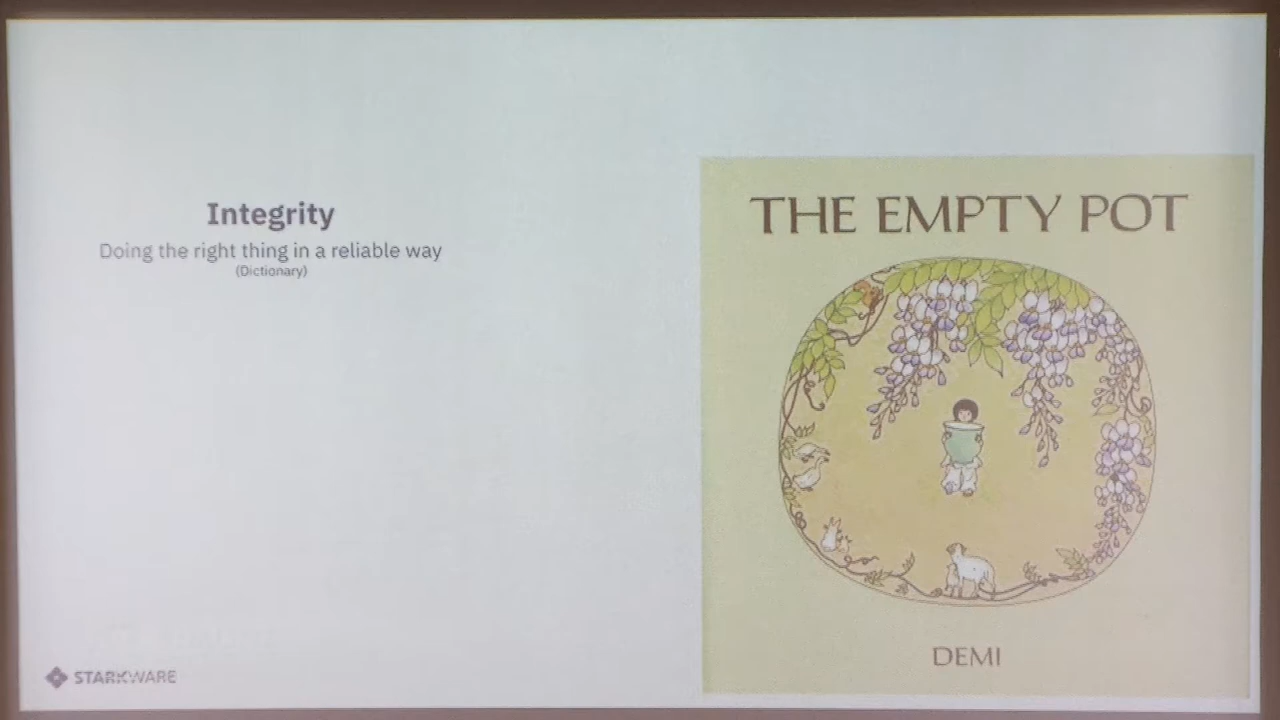 Integrity
Doing the right thing in a reliable way
(Dictionary)
THE EMPTY POT
DEMI
STARKWARE